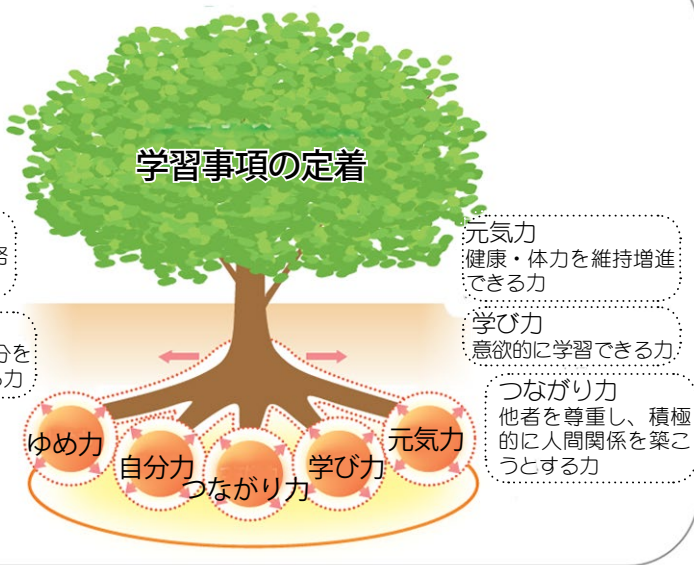 学習事項の定着
元気力
健康・体力を維持増進
できる力
学び力
意欲的に学習できる力
つながり力
他者を尊重し、積極
的に人間関係を築こ
うとする力
分を
力
ゆめ力
自分力
つながり力
学び力
元気力